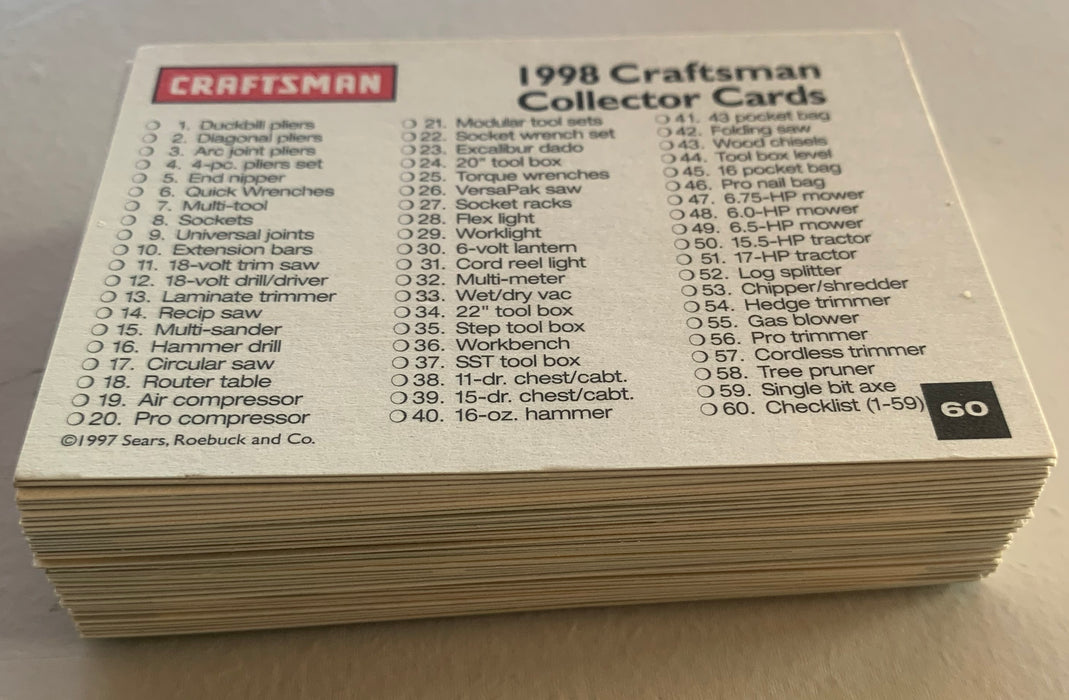 CRAFTSMAN
1998 Craftsman
Collector Cards
1. Duckbill pliers
2. Diagonal pliers
3. Arc joint pliers
4. 4-pc. pliers set
5. End nipper
6. Quick Wrenches
7. Multi-tool
8. Sockets
9. Universal joints
10. Extension bars
11. 18-volt trim saw
12. 18-volt drill/driver
13. Laminate trimmer
14. Recip saw
15. Multi-sander
16. Hammer drill
17. Circular saw
18. Router table
19. Air compressor
20. Pro compressor
21. Modular tool sets
22. Socket wrench set
23. Excalibur dado
24. 20" tool box
25. Torque wrenches
26. VersaPak saw
27. Socket racks
28. Flex light
29. Worklight
30. 6-volt lantern
31. Cord reel light
32. Multi-meter
33. Wet/dry vac
34. 22" tool box
35. Step tool box
36. Workbench
37. SST tool box
38. 11-dr. chest/cabt.
39. 15-dr. chest/cabt.
40. 16-oz. hammer
41. 43 pocket bag
42. Folding saw
43. Wood chisels
44. Tool box level
45. 16 pocket bag
46. Pro nail bag
47. 6.75-HP mower
48. 6.0-HP mower
49. 6.5-HP mower
50. 15.5-HP tractor
51. 17-HP tractor
52. Log splitter
53. Chipper/shredder
54. Hedge trimmer
55. Gas blower
56. Pro trimmer
57. Cordless trimmer
58. Tree pruner
59. Single bit axe
60. Checklist (1-59)
60
©1997 Sears, Roebuck and Co.